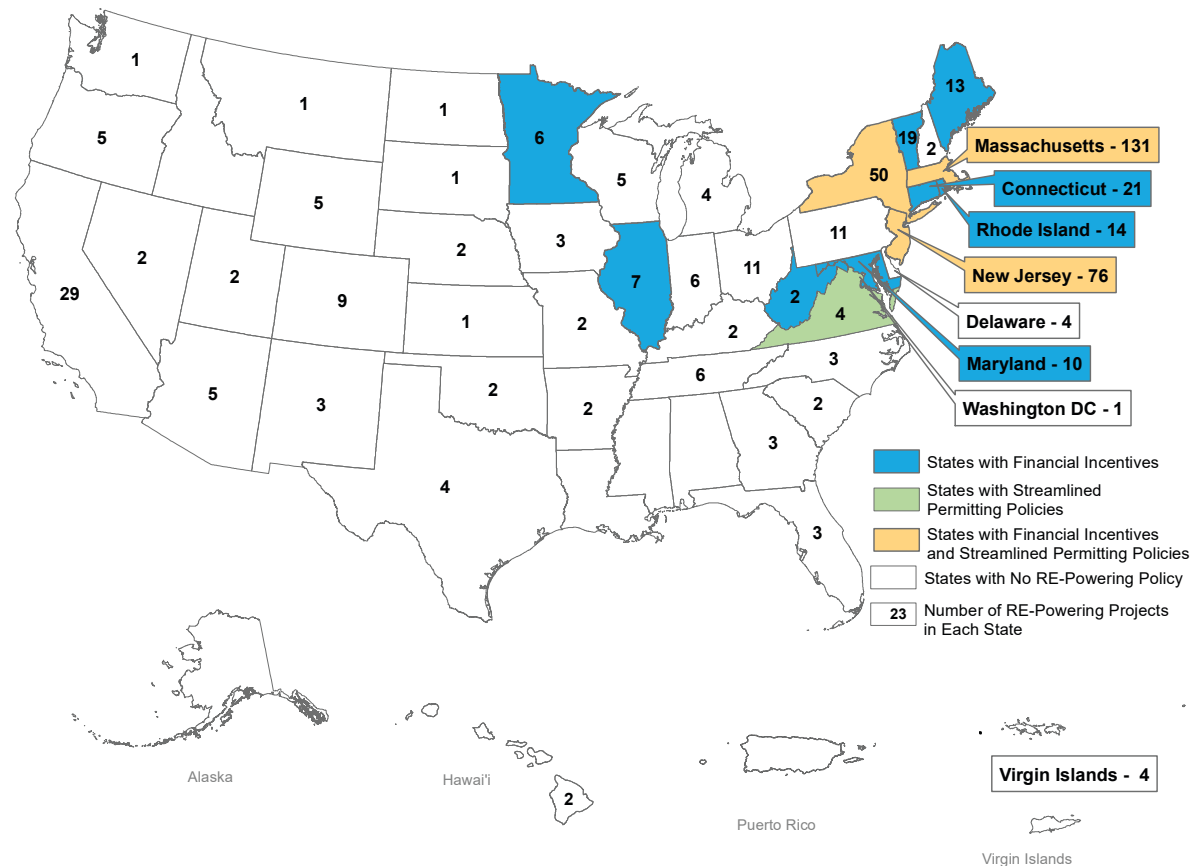 1
1
1
5
1
5
2
2
2
9
29
1
5
3
2
4
6
5
4
3
7
6
11
2
2
2
6
3
2
3
3
11
2
4
50
19
2
13
Massachusetts - 131
Connecticut - 21
Rhode Island - 14
New Jersey - 76
Delaware - 4
Maryland - 10
Washington DC - 1
States with Financial Incentives
States with Streamlined
Permitting Policies
States with Financial Incentives
and Streamlined Permitting Policies
States with No RE-Powering Policy
23
Number of RE-Powering Projects
in Each State
Alaska
Hawai'i
2
Puerto Rico
Virgin Islands - 4
Virgin Islands